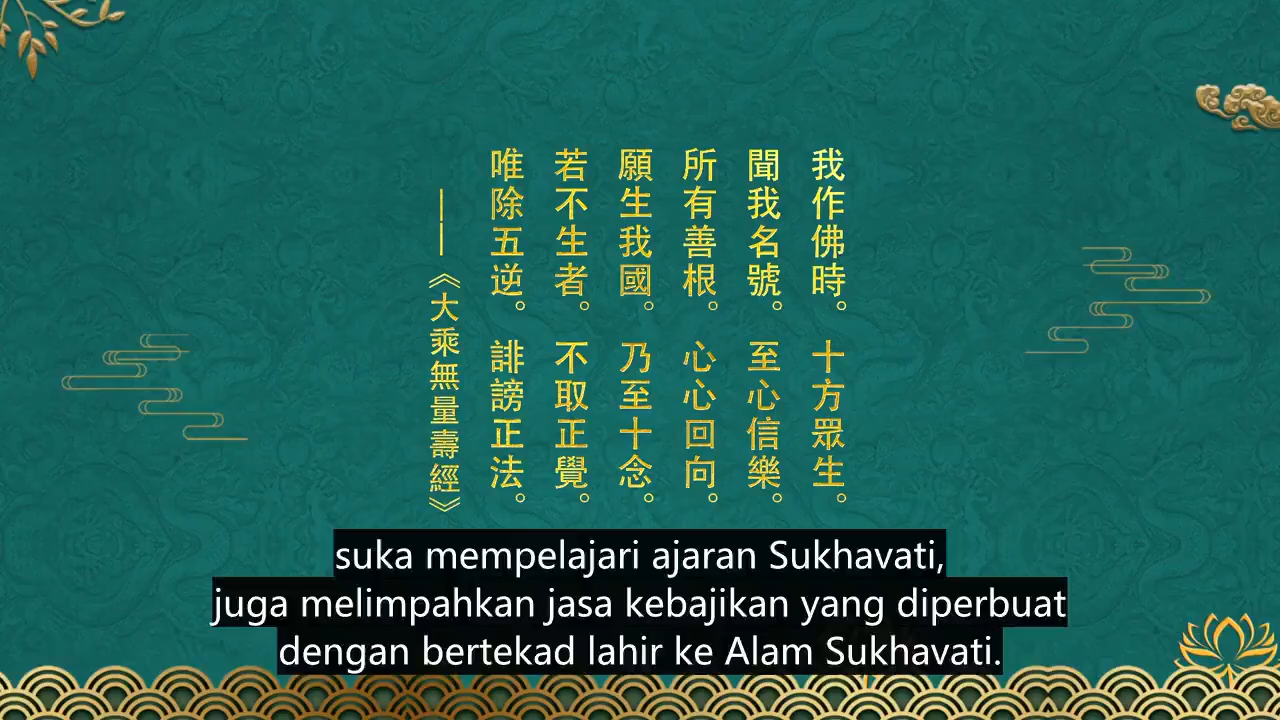 我作佛時。十方眾生。
聞我名號。至心信樂。
所有善根。心心回向。
願生我國。乃至十念。
若不生者。不取正覺。
唯除五逆。誹謗正法。
——《大乘無量壽經》
suka mempelajari ajaran Sukhavati,
juga melimpahkan jasa kebajikan yang diperbuat
dengan bertekad lahir ke Alam Sukhavati.